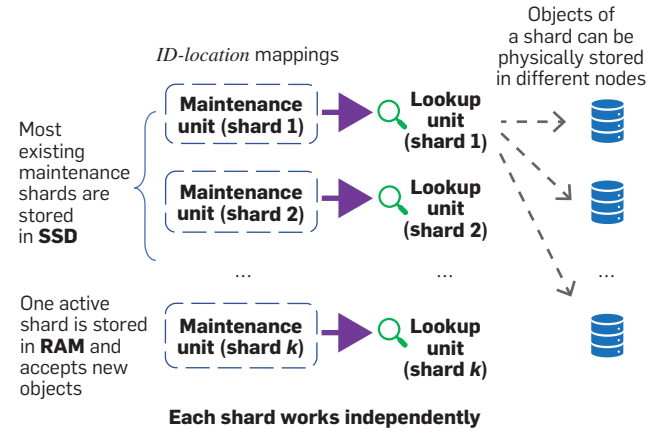 Objects of
a shard can be
physically stored
in different nodes
ID-location mappings
Maintenance
unit (shard 1)
Lookup
unit
(shard 1)
Most
existing
maintenance
shards are
stored
in SSD
Maintenance
unit (shard 2)
Lookup
unit
(shard 2)
...
...
...
One active
shard is stored
in RAM and
accepts new
objects
Maintenance
unit (shard k)
Lookup
unit
(shard k)
Each shard works independently